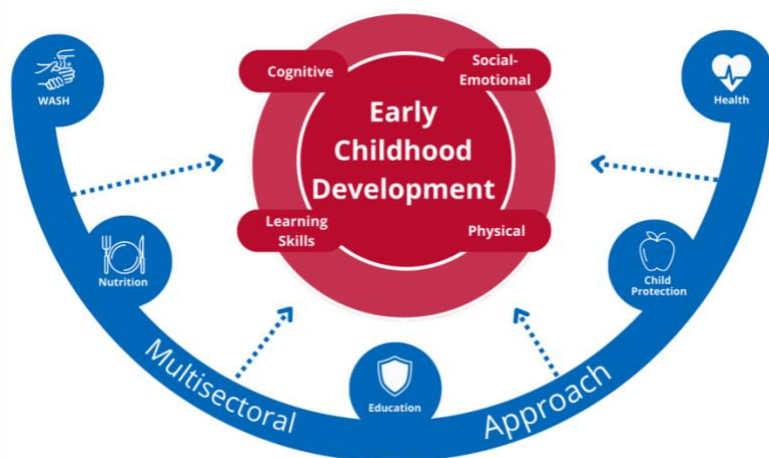 Cognitive
Social-
Emotional
WASH
Health
Early
Childhood
Development
Learning
Skills
Physical
Nutrition
Child
Protection
Education
Multisectoral
Approach